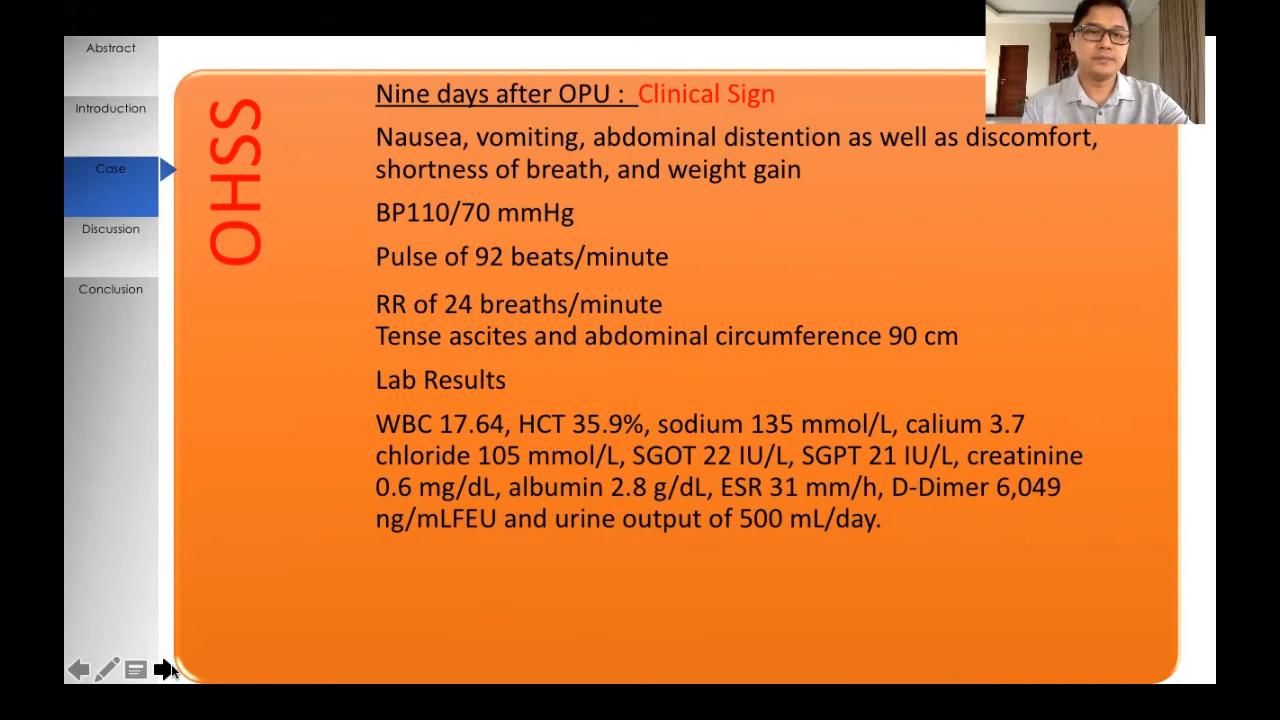 Abstract
Introduction
Case
Discussion
Conclusion
OHSS
Nine days after OPU : Clinical Sign
Nausea, vomiting, abdominal distention as well as discomfort,
shortness of breath, and weight gain
BP110/70 mmHg
Pulse of 92 beats/minute
RR of 24 breaths/minute
Tense ascites and abdominal circumference 90 cm
Lab Results
WBC 17.64, HCT 35.9%, sodium 135 mmol/L, calium 3.7
chloride 105 mmol/L, SGOT 22 IU/L, SGPT 21 IU/L, creatinine
0.6 mg/dL, albumin 2.8 g/dL, ESR 31 mm/h, D-Dimer 6,049
ng/mLFEU and urine output of 500 mL/day.